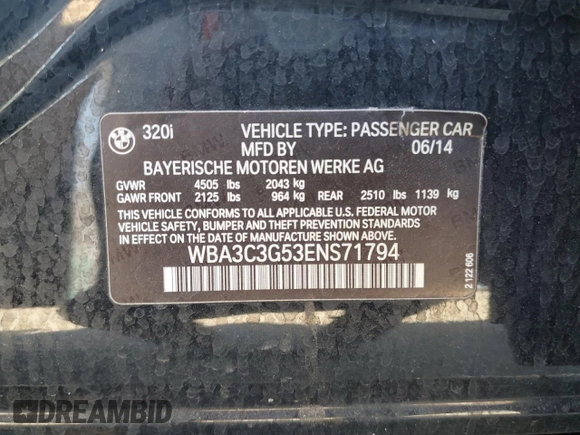 320i VEHICLE TYPE: PASSENGER CAR
MFD BY 06/14
BAYERISCHE MOTOREN WERKE AG
GVWR 4505 lbs 2043 kg
GAWR FRONT 2125 lbs 964 kg REAR 2510 lbs 1139 kg
THIS VEHICLE CONFORMS TO ALL APPLICABLE U.S. FEDERAL MOTOR
VEHICLE SAFETY, BUMPER, AND THEFT PREVENTION STANDARDS IN
EFFECT ON THE DATE OF MANUFACTURE SHOWN ABOVE.
WBA3C3G53ENS71794
2 122 606
DREAMBID